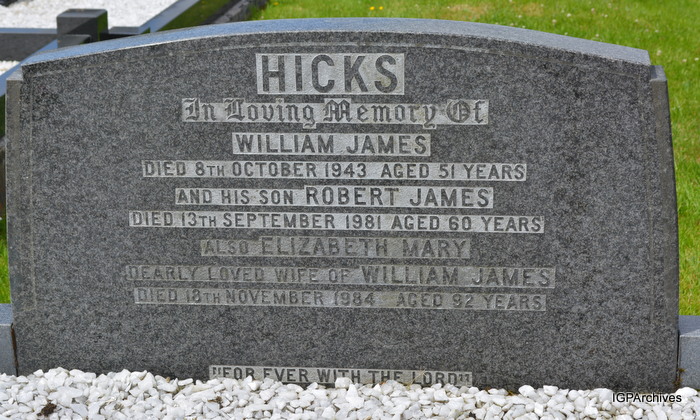 HICKS
In Loving Memory Of
WILLIAM JAMES
DIED 8TH OCTOBER 1943 AGED 51 YEARS
AND HIS SON ROBERT JAMES
DIED 13TH SEPTEMBER 1981 AGED 60 YEARS
ALSO ELIZABETH MARY
DEARLY LOVED WIFE OF WILLIAM JAMES
DIED 18TH NOVEMBER 1984 AGED 92 YEARS
"FOR EVER WITH THE LORD"
IGPArchives